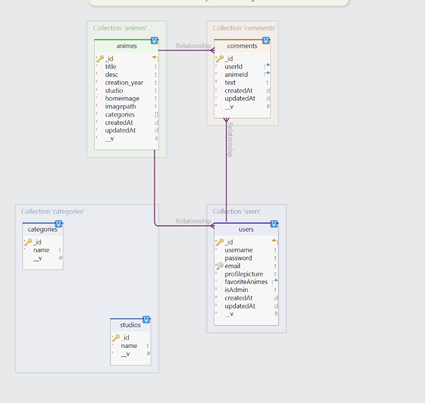 Collection 'animes'
animes
_id
title t
desc t
creation_year t
studio t
homeimage t
imagepath t
categories []
createdAt d
updatedAt d
__v #
Relationship
Collection 'comments'
comments
_id
userId
animeId
text t
createdAt d
updatedAt d
__v #
Relationship
Relationship
Collection 'categories'
categories
_id
name t
__v #
studios
_id
name t
__v #
Collection 'users'
users
_id
username t
password t
email t
profilepicture t
favoriteAnimes
isAdmin t
createdAt d
updatedAt d
__v #